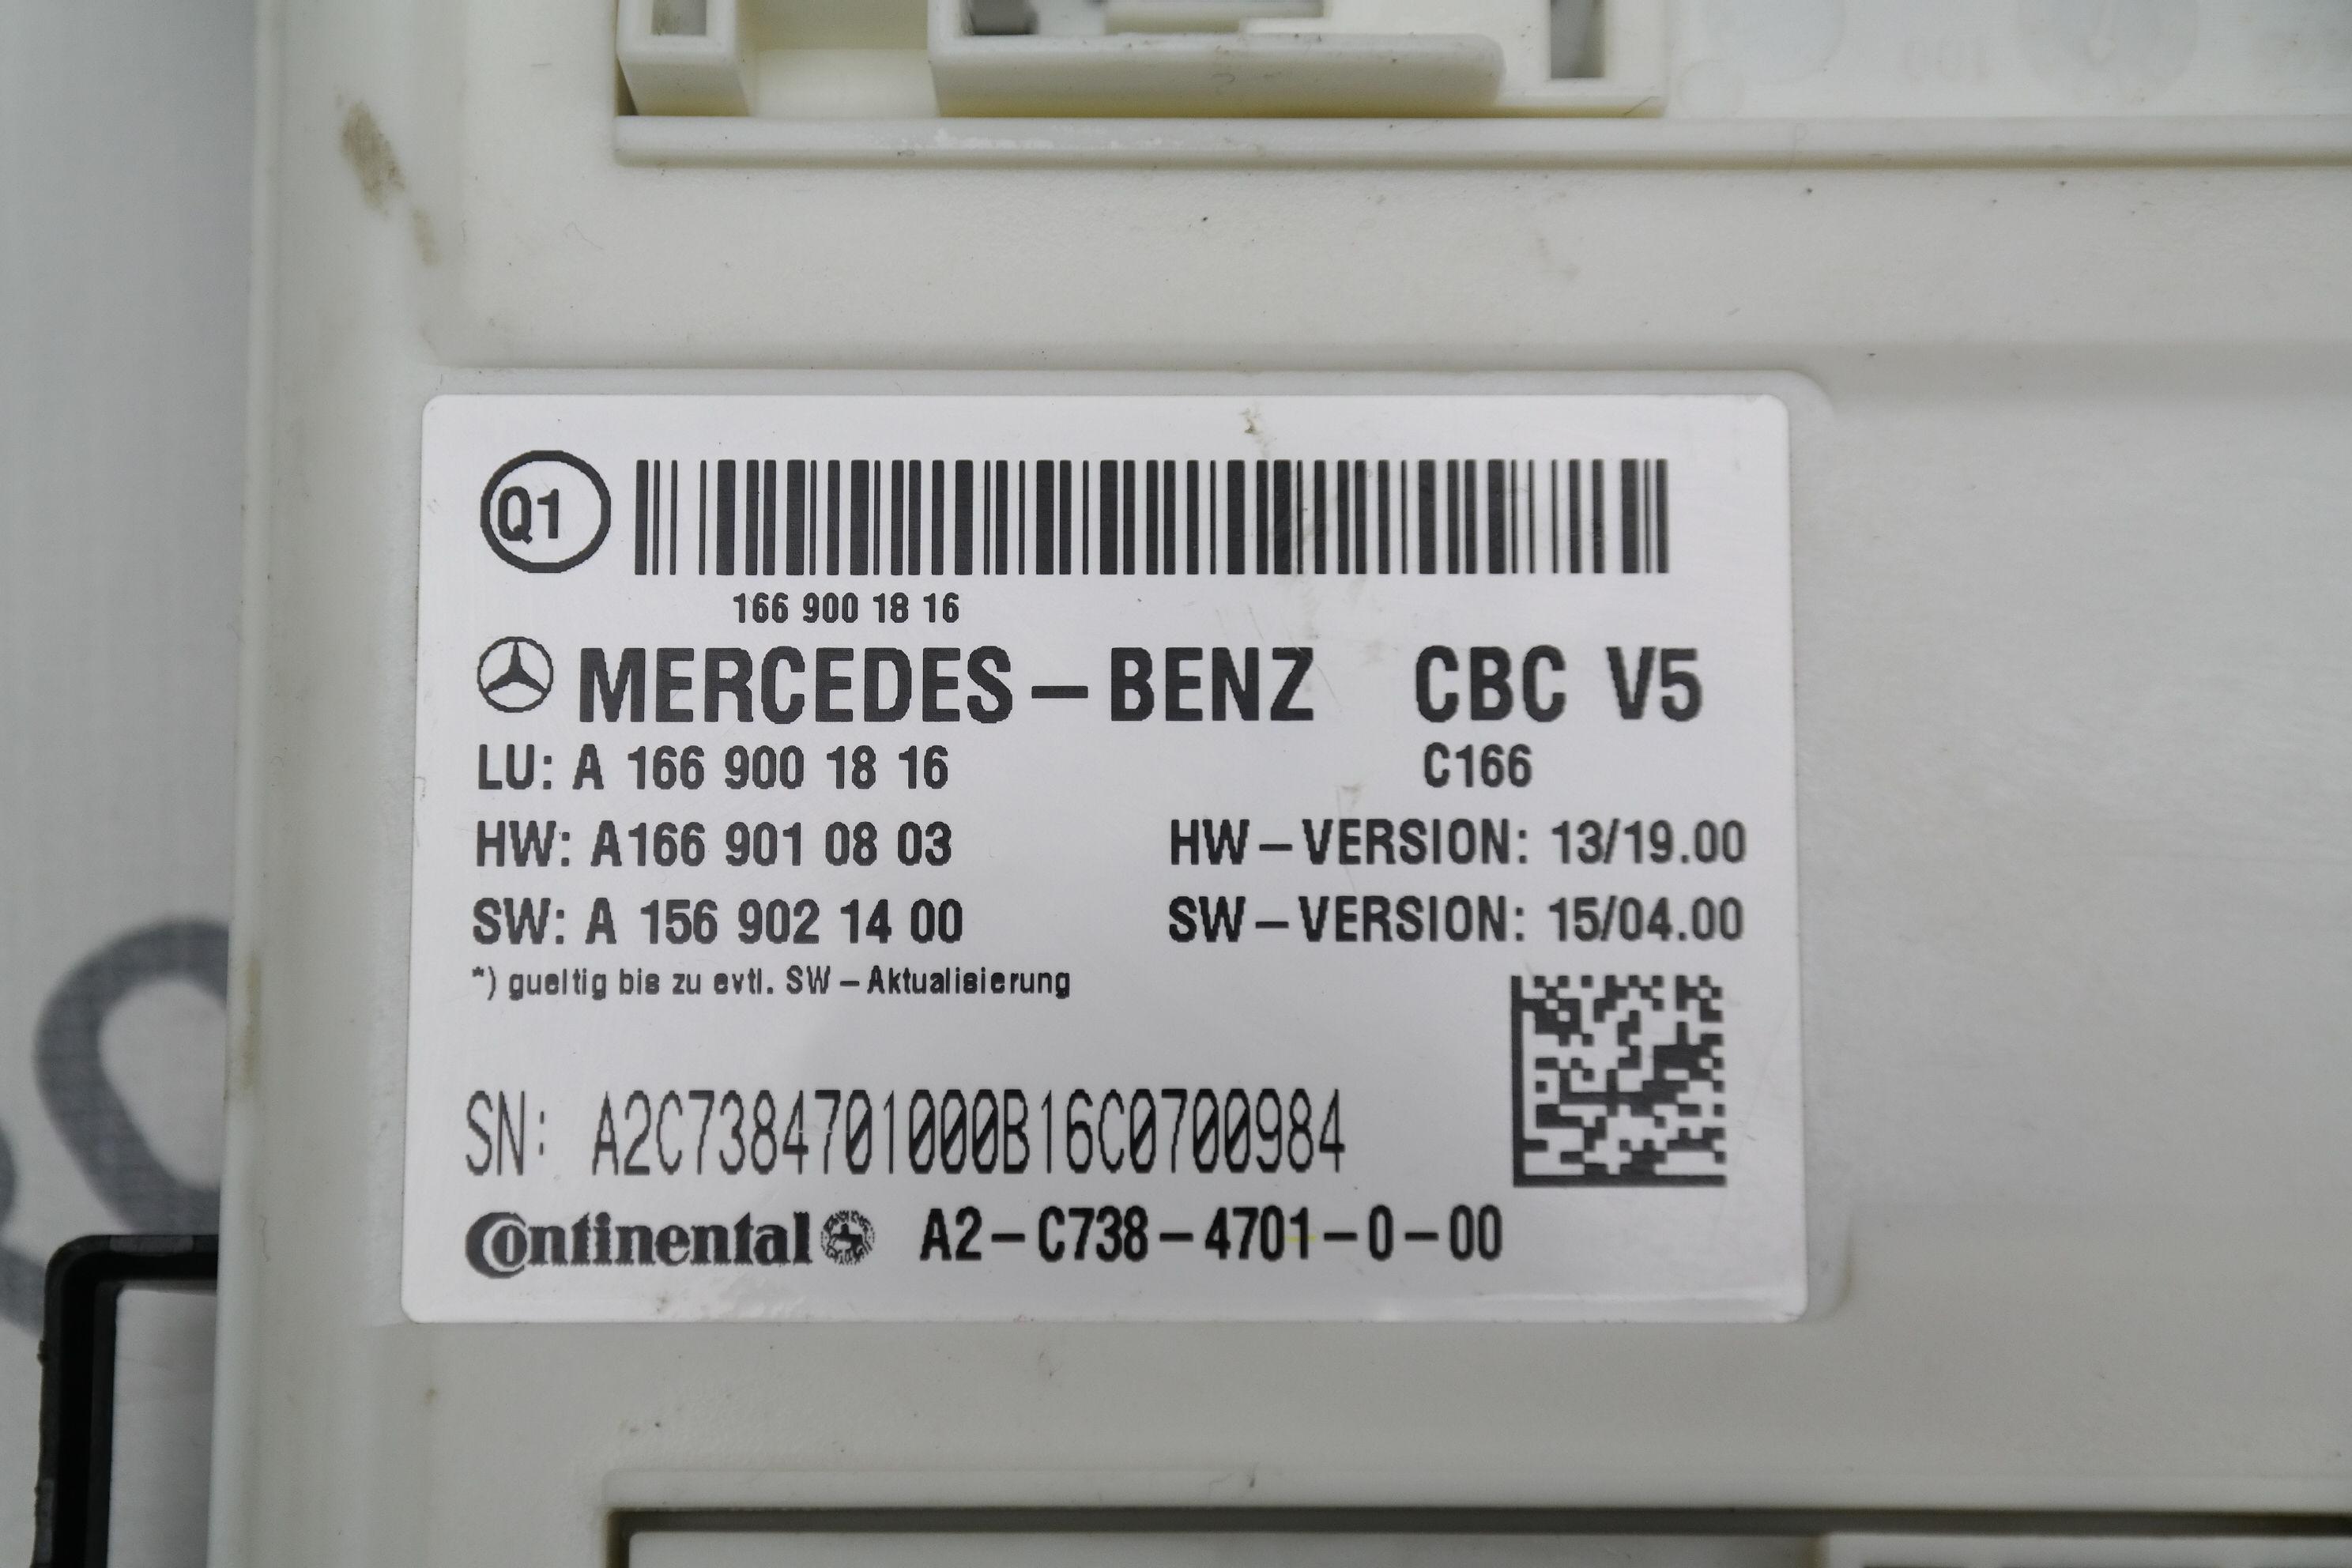 Q1
166 900 18 16
MERCEDES-BENZ CBC V5
LU: A 166 900 18 16 C166
HW: A166 901 08 03 HW-VERSION: 13/19.00
SW: A 156 902 14 00 SW-VERSION: 15/04.00
*) gueltig bis zu evtl. SW-Aktualisierung
SN: A2C7384701000B16C0700984
Continental A2-C738-4701-0-00